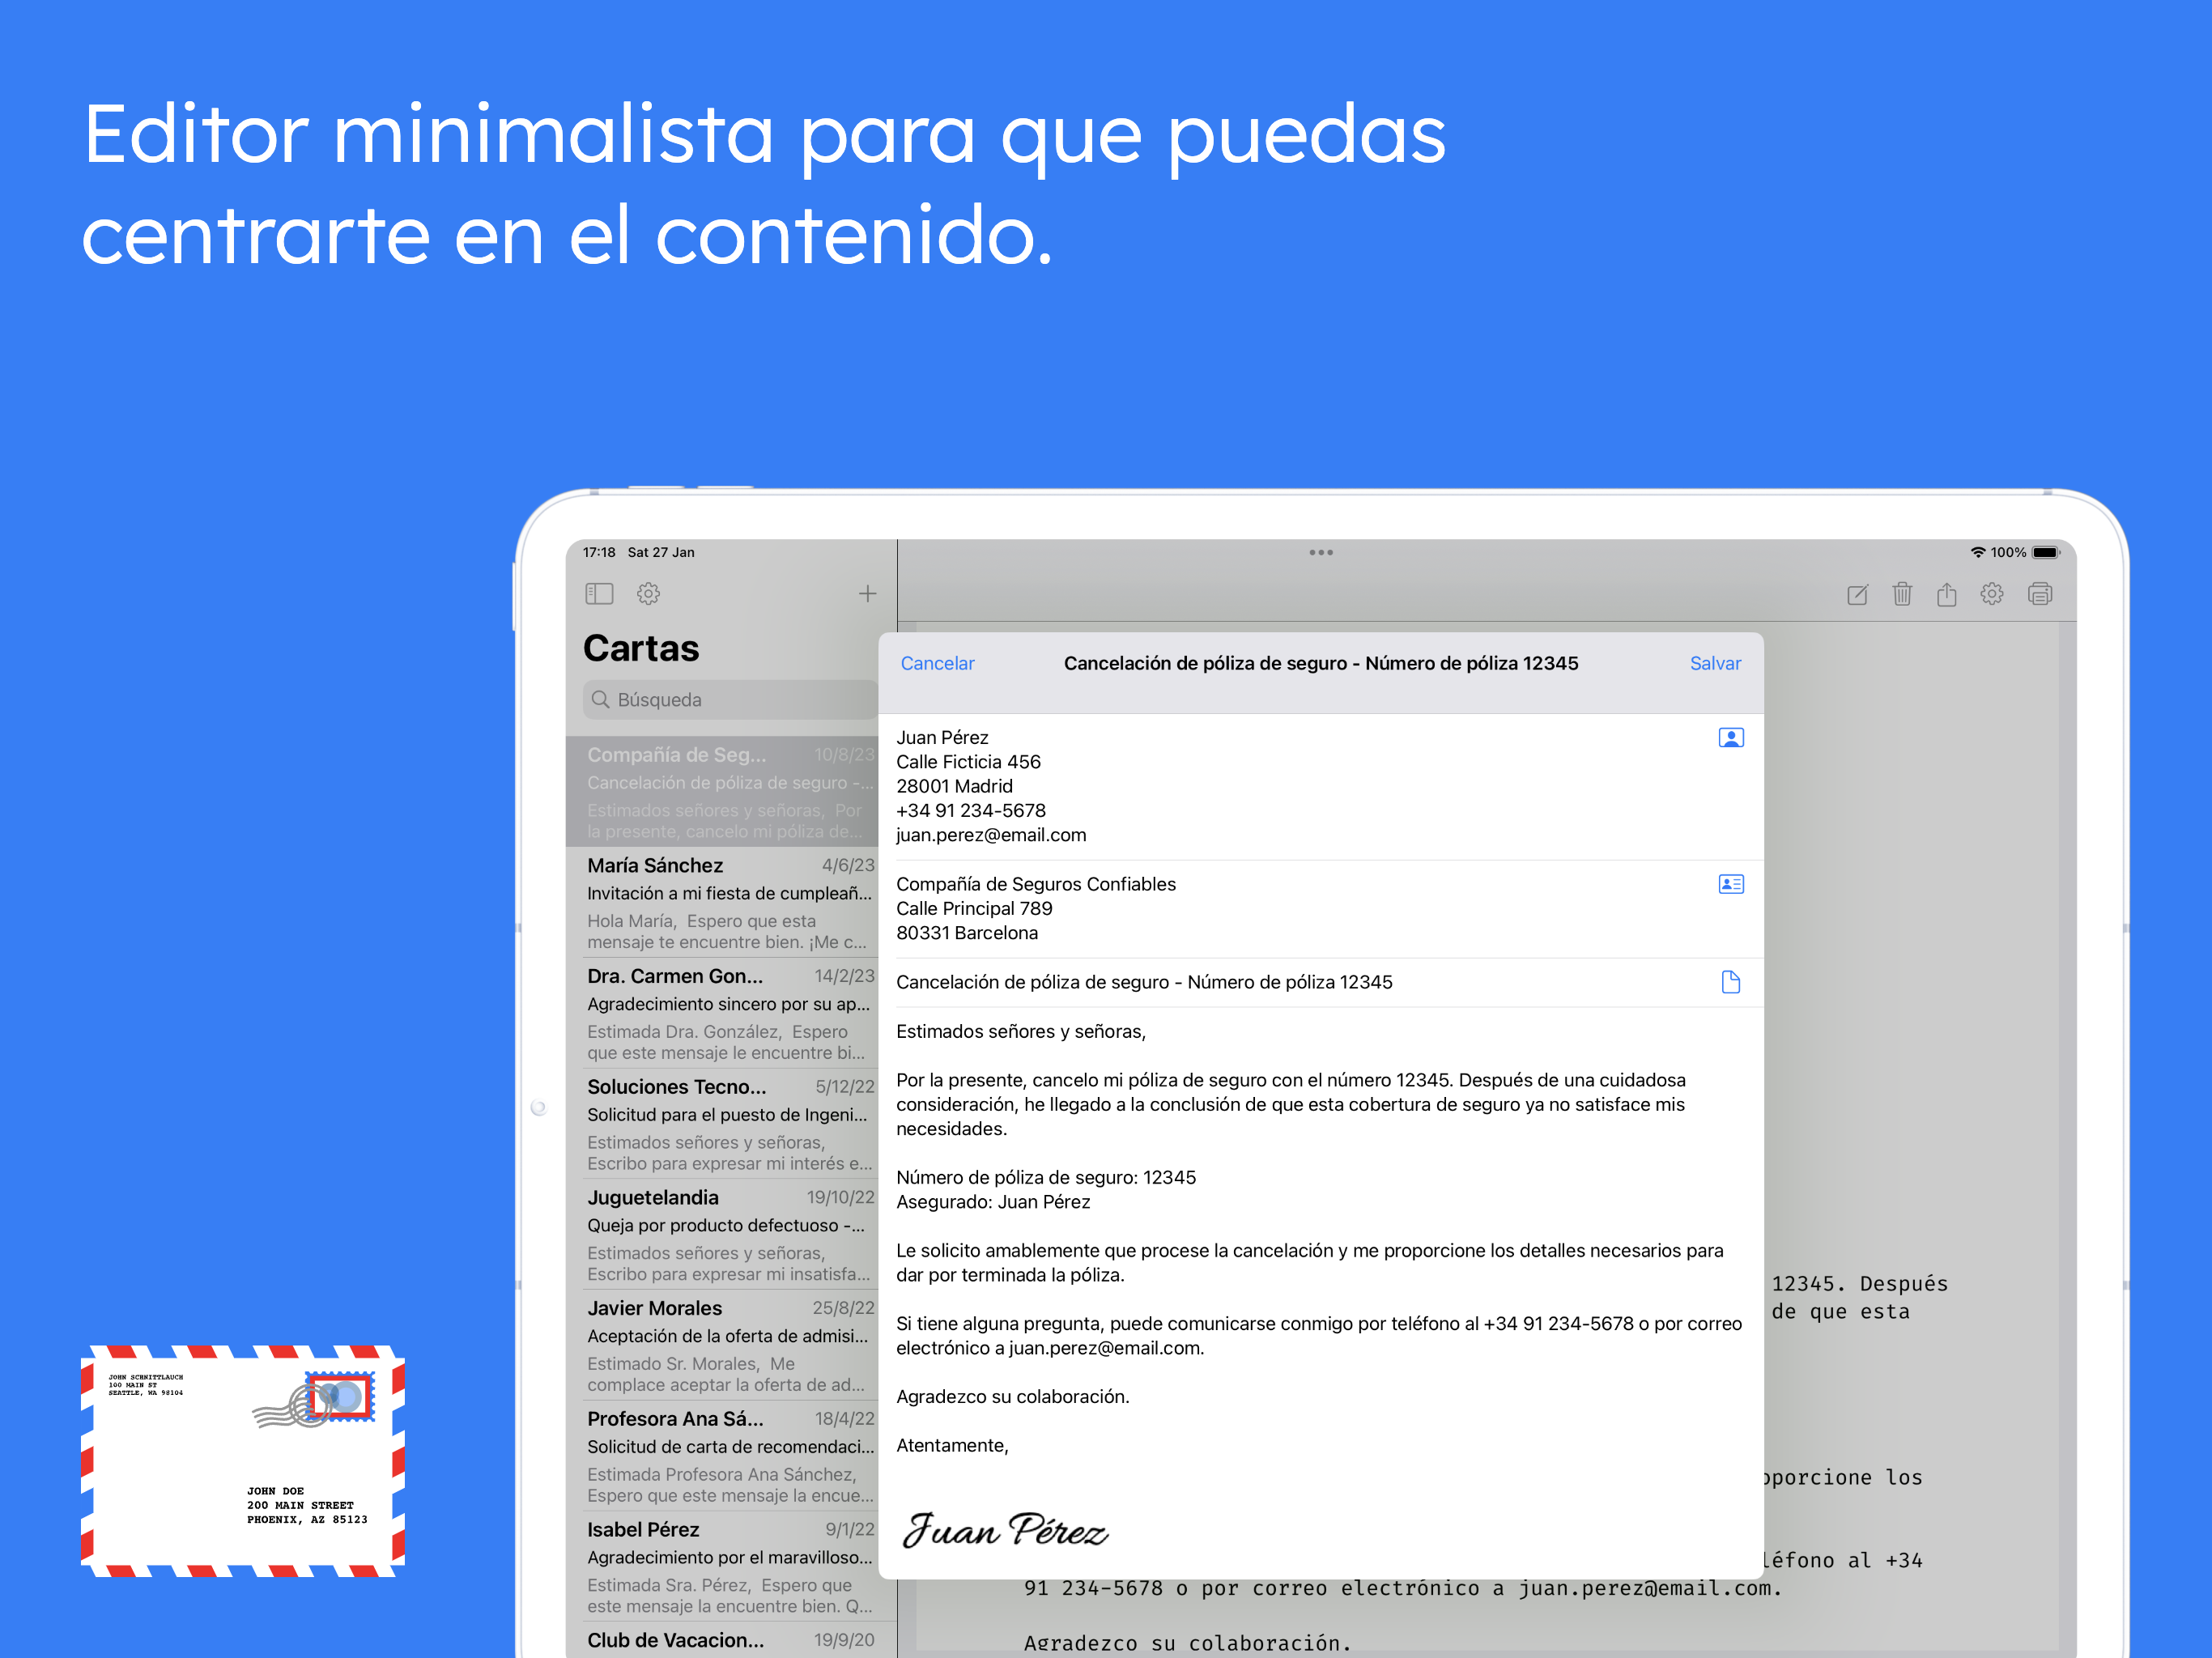 Editor minimalista para que puedas
centrarte en el contenido.
17:18 Sat 27 Jan
100%
Cartas
Búsqueda
Compañía de Seg... 10/8/23
Cancelación de póliza de seguro -...
Estimados señores y señoras, Por
la presente, cancelo mi póliza de...
María Sánchez 4/6/23
Invitación a mi fiesta de cumpleañ...
Hola María, Espero que esta
mensaje te encuentre bien. ¡Me c...
Dra. Carmen Gon... 14/2/23
Agradecimiento sincero por su ap...
Estimada Dra. González, Espero
que este mensaje le encuentre bi...
Soluciones Tecno... 5/12/22
Solicitud para el puesto de Ingeni...
Estimados señores y señoras,
Escribo para expresar mi interés e...
Juguetelandia 19/10/22
Queja por producto defectuoso -...
Estimados señores y señoras,
Escribo para expresar mi insatisfa...
Javier Morales 25/8/22
Aceptación de la oferta de admisi...
Estimado Sr. Morales, Me
complace aceptar la oferta de ad...
Profesora Ana Sá... 18/4/22
Solicitud de carta de recomendaci...
Estimada Profesora Ana Sánchez,
Espero que este mensaje la encue...
Isabel Pérez 9/1/22
Agradecimiento por el maravilloso...
Estimada Sra. Pérez, Espero que
este mensaje la encuentre bien. Q...
Club de Vacacion... 19/9/20
Cancelar
Cancelación de póliza de seguro - Número de póliza 12345
Salvar
Juan Pérez
Calle Ficticia 456
28001 Madrid
+34 91 234-5678
juan.perez@email.com
Compañía de Seguros Confiables
Calle Principal 789
80331 Barcelona
Cancelación de póliza de seguro - Número de póliza 12345
Estimados señores y señoras,
Por la presente, cancelo mi póliza de seguro con el número 12345. Después de una cuidadosa
consideración, he llegado a la conclusión de que esta cobertura de seguro ya no satisface mis
necesidades.
Número de póliza de seguro: 12345
Asegurado: Juan Pérez
Le solicito amablemente que procese la cancelación y me proporcione los detalles necesarios para
dar por terminada la póliza.
Si tiene alguna pregunta, puede comunicarse conmigo por teléfono al +34 91 234-5678 o por correo
electrónico a juan.perez@email.com.
Agradezco su colaboración.
Atentamente,
Juan Pérez
12345. Después
de que esta
oporcione los
léfono al +34
91 234-5678 o por correo electrónico a juan.perez@email.com.
Agradezco su colaboración.
JOHN SCHNITTLAUCH
100 MAIN ST
SEATTLE, WA 98104
JOHN DOE
200 MAIN STREET
PHOENIX, AZ 85123